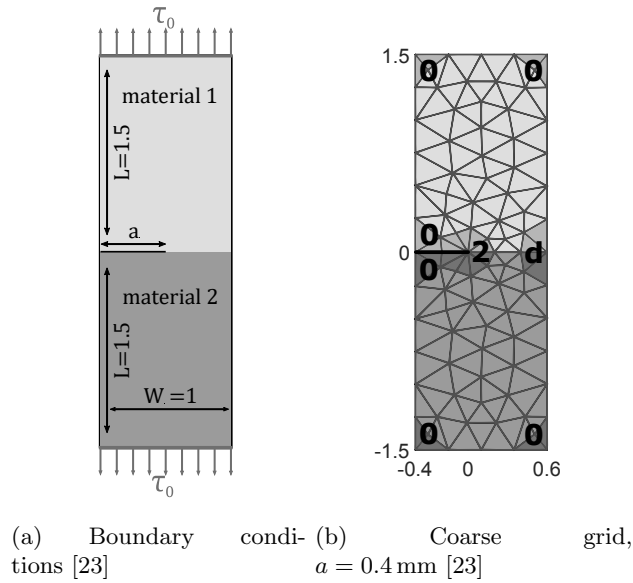 τ₀
material 1
L=1.5
a
material 2
L=1.5
W =1
τ₀
1.5
0
-1.5
-0.4 0 0.6
0 0
0
2 d
0
0 0
(a) Boundary condi-
tions [23]
(b) Coarse grid,
a = 0.4 mm [23]